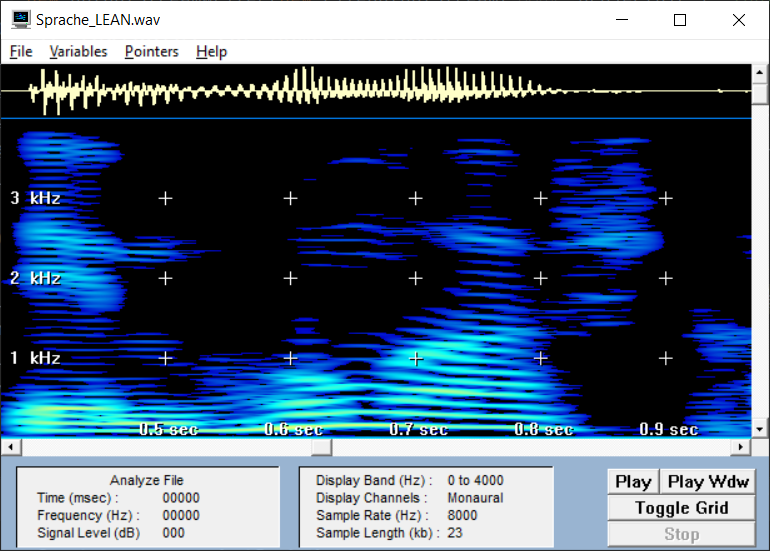 Sprache_LEAN.wav
File Variables Pointers Help
3 kHz
2 kHz
1 kHz
0.5 sec 0.6 sec 0.7 sec 0.8 sec 0.9 sec
Analyze File
Time (msec) : 00000
Frequency (Hz) : 00000
Signal Level (dB) 000
Display Band (Hz) : 0 to 4000
Display Channels : Monaural
Sample Rate (Hz) : 8000
Sample Length (kb) : 23
Play Play Wdw
Toggle Grid
Stop